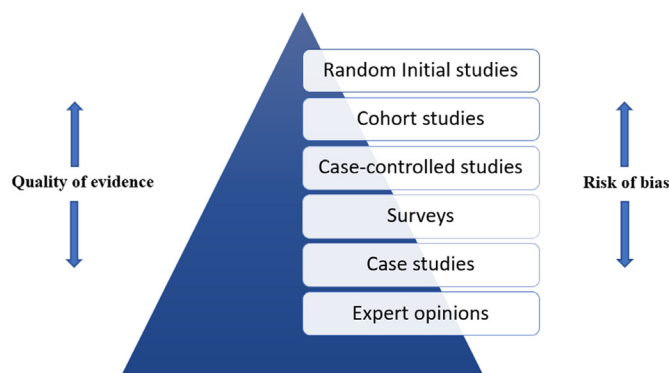 Random Initial studies
Cohort studies
Case-controlled studies
Quality of evidence
Risk of bias
Surveys
Case studies
Expert opinions